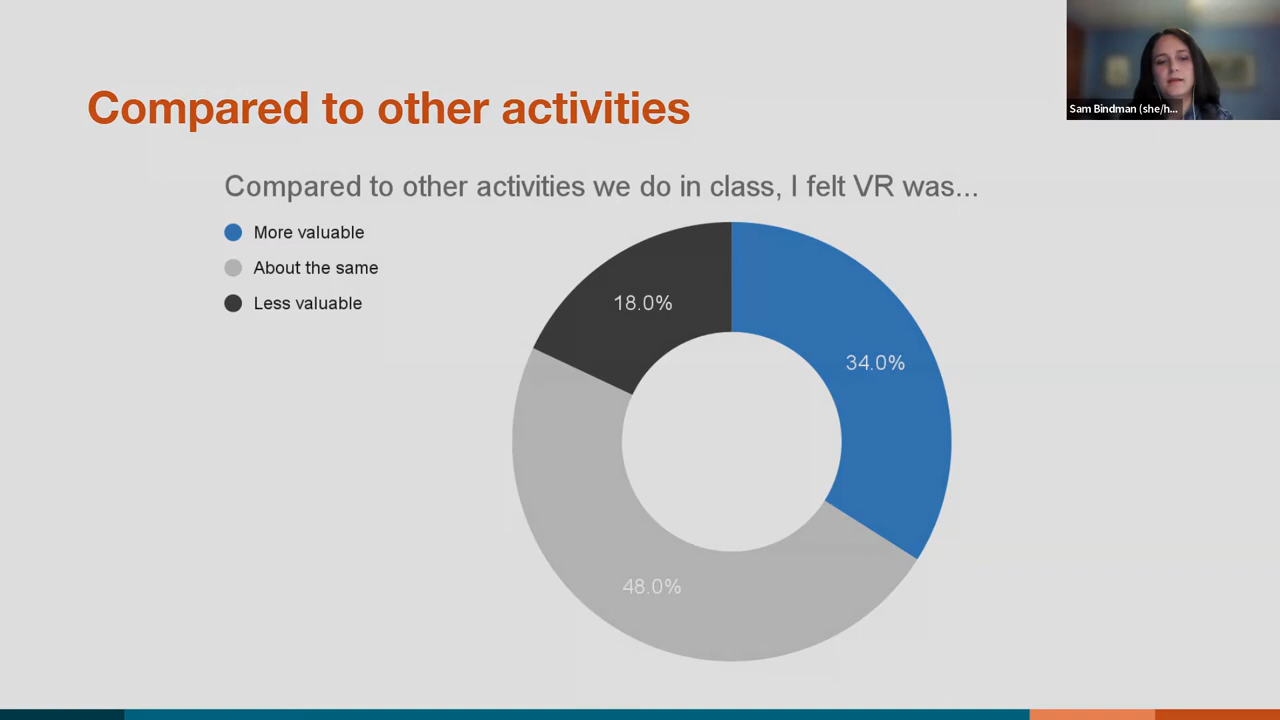 Sam Bindman (she/h...
Compared to other activities
Compared to other activities we do in class, I felt VR was...
More valuable
About the same
Less valuable
18.0%
34.0%
48.0%